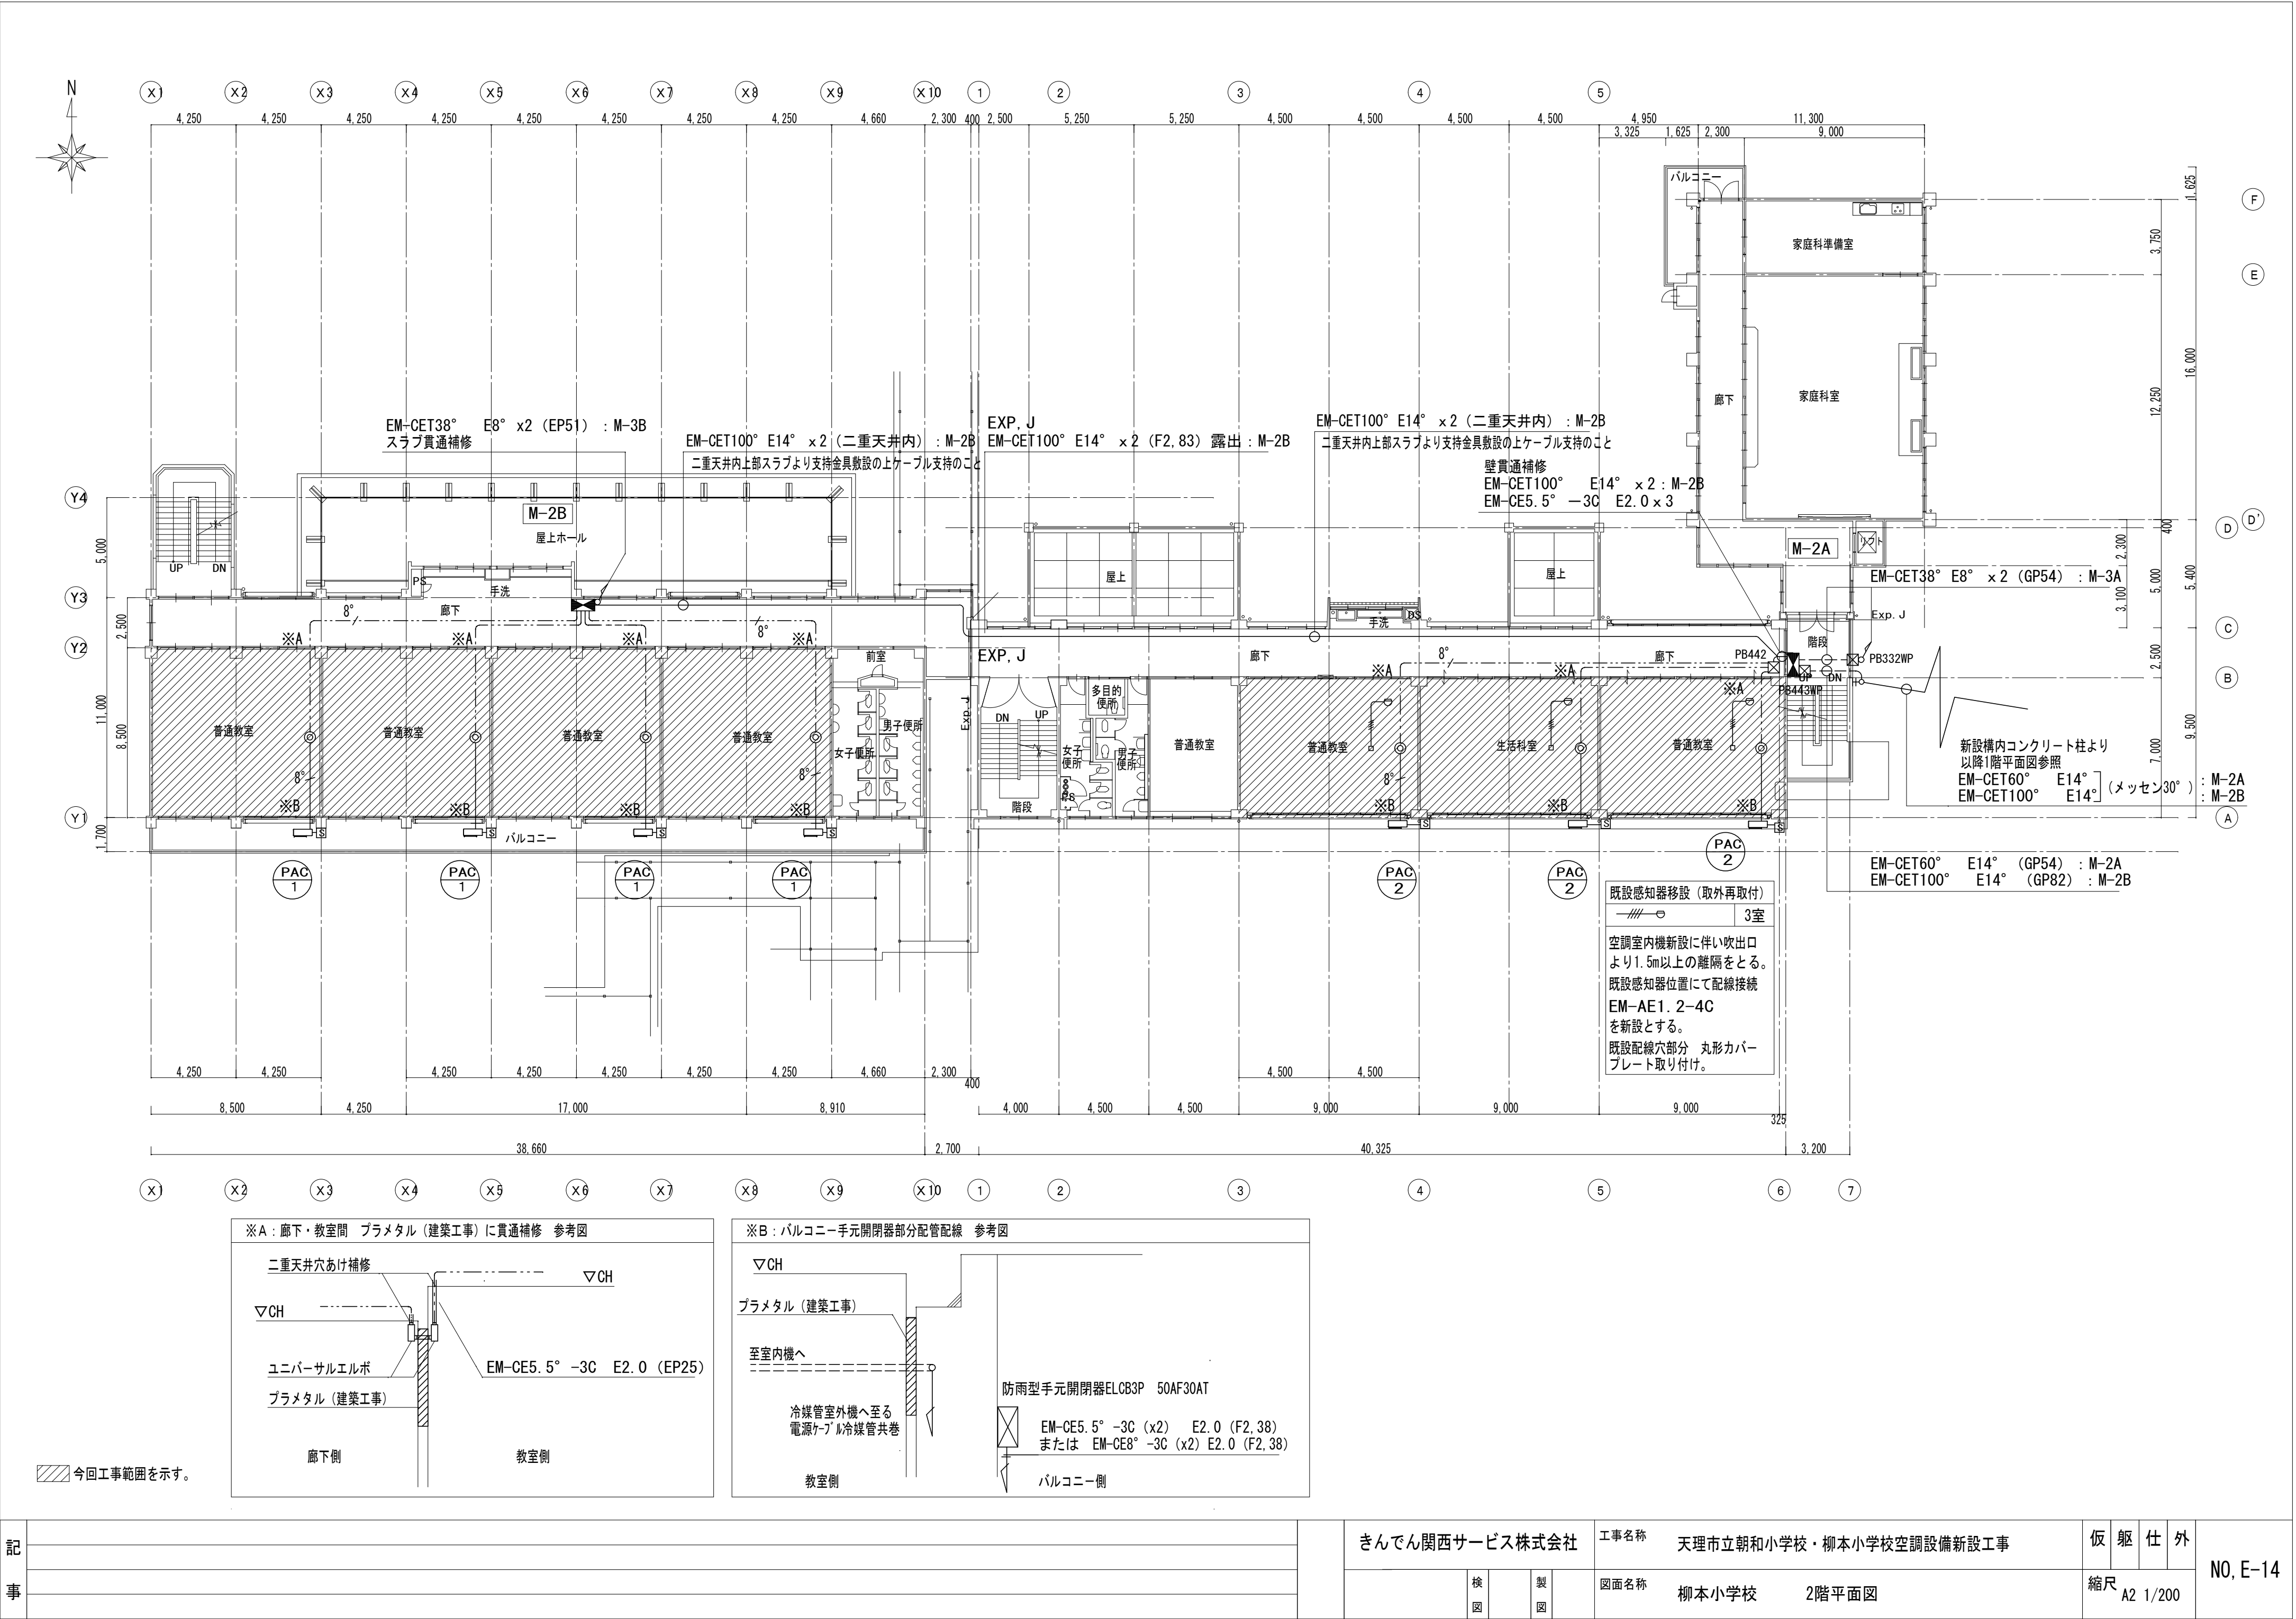 N
X1 X2 X3 X4 X5 X6 X7 X8 X9 X10 1 2 3 4 5
4,250 4,250 4,250 4,250 4,250 4,250 4,250 4,250 4,660 2,300 400 2,500 5,250 5,250 4,500 4,500 4,500 4,500 4,950 11,300
3,325 1,625 2,300 9,000
バルコニー
1,625
F
家庭科準備室
3,750
E
廊下
家庭科室
12,250
16,000
EM-CET38° E8° x2 (EP51) : M-3B
スラブ貫通補修
EM-CET100° E14° x2 (二重天井内) : M-2B
二重天井内上部スラブより支持金具敷設の上ケーブル支持のこと
EXP,J
EM-CET100° E14° x2 (F2,83) 露出 : M-2B
EM-CET100° E14° x2 (二重天井内) : M-2B
二重天井内上部スラブより支持金具敷設の上ケーブル支持のこと
壁貫通補修
EM-CET100° E14° x2 : M-2B
EM-CE5.5° -3C E2.0x3
Y4
M-2B
屋上ホール
5,000
UP DN
PS
手洗
屋上
屋上
M-2A
リフト
D
D'
400
2,300
3,100
5,000
5,400
EM-CET38° E8° x2 (GP54) : M-3A
Y3
8°
廊下
手洗
PS
Exp.J
C
2,500
※A ※A ※A ※A
8°
階段
Y2
前室
EXP,J
廊下
8°
※A ※A
廊下
PB442
PB332WP
2,500
B
多目的
便所
※A
UP DN
PB443WP
11,000
8,500
普通教室
普通教室
普通教室
普通教室
女子便所
男子便所
Exp.J
DN UP
女子
便所
男子
便所
普通教室
普通教室
生活科室
普通教室
9,500
7,000
新設構内コンクリート柱より
以降1階平面図参照
EM-CET60° E14° : M-2A
EM-CET100° E14° (メッセン30°) : M-2B
8°
8°
8°
※B ※B ※B ※B
PS
階段
※B ※B ※B
Y1
S S S S S S S
A
1,700
バルコニー
PAC 1
PAC 1
PAC 1
PAC 1
PAC 2
PAC 2
PAC 2
EM-CET60° E14° (GP54) : M-2A
EM-CET100° E14° (GP82) : M-2B
既設感知器移設(取外再取付)
3室
空調室内機新設に伴い吹出口
より1.5m以上の離隔をとる。
既設感知器位置にて配線接続
EM-AE1.2-4C
を新設とする。
既設配線穴部分 丸形カバー
プレート取り付け。
4,250 4,250 4,250 4,250 4,250 4,250 4,250 4,660 2,300 400 4,500 4,500
8,500 4,250 17,000 8,910 4,000 4,500 4,500 9,000 9,000 9,000 325
38,660 2,700 40,325 3,200
X1 X2 X3 X4 X5 X6 X7 X8 X9 X10 1 2 3 4 5 6 7
※A:廊下・教室間 プラメタル(建築工事)に貫通補修 参考図
二重天井穴あけ補修
▽CH
▽CH
ユニバーサルエルボ
EM-CE5.5° -3C E2.0 (EP25)
プラメタル(建築工事)
廊下側
教室側
※B:バルコニー手元開閉器部分配管配線 参考図
▽CH
プラメタル(建築工事)
至室内機へ
冷媒管室外機へ至る
電源ケーブル冷媒管共巻
防雨型手元開閉器ELCB3P 50AF30AT
EM-CE5.5° -3C (x2) E2.0 (F2,38)
または EM-CE8° -3C (x2) E2.0 (F2,38)
教室側
バルコニー側
今回工事範囲を示す。
記事
きんでん関西サービス株式会社
検図
製図
工事名称 天理市立朝和小学校・柳本小学校空調設備新設工事
図面名称 柳本小学校 2階平面図
仮 躯 仕 外
縮尺 A2 1/200
NO,E-14